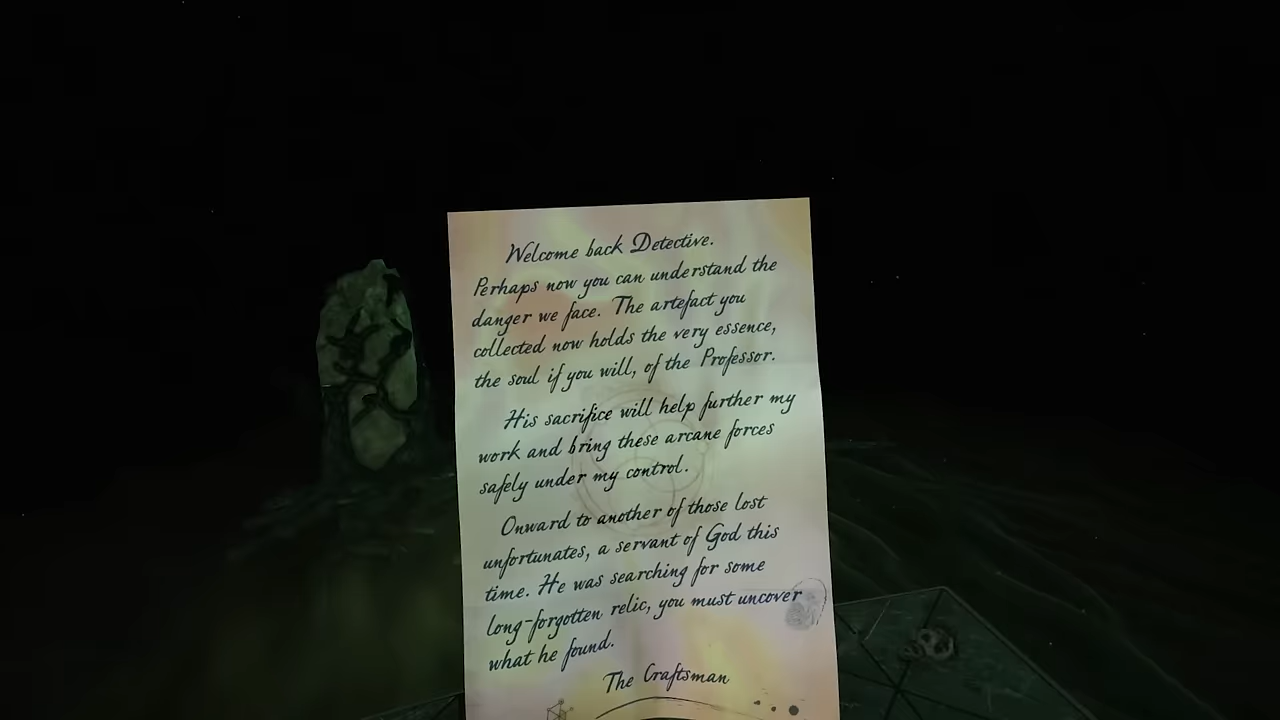 Welcome back Detective.
Perhaps now you can understand the
danger we face. The artefact you
collected now holds the very essence,
the soul if you will, of the Professor.
His sacrifice will help further my
work and bring these arcane forces
safely under my control.
Onward to another of those lost
unfortunates, a servant of God this
time. He was searching for some
long-forgotten relic, you must uncover
what he found.
The Craftsman